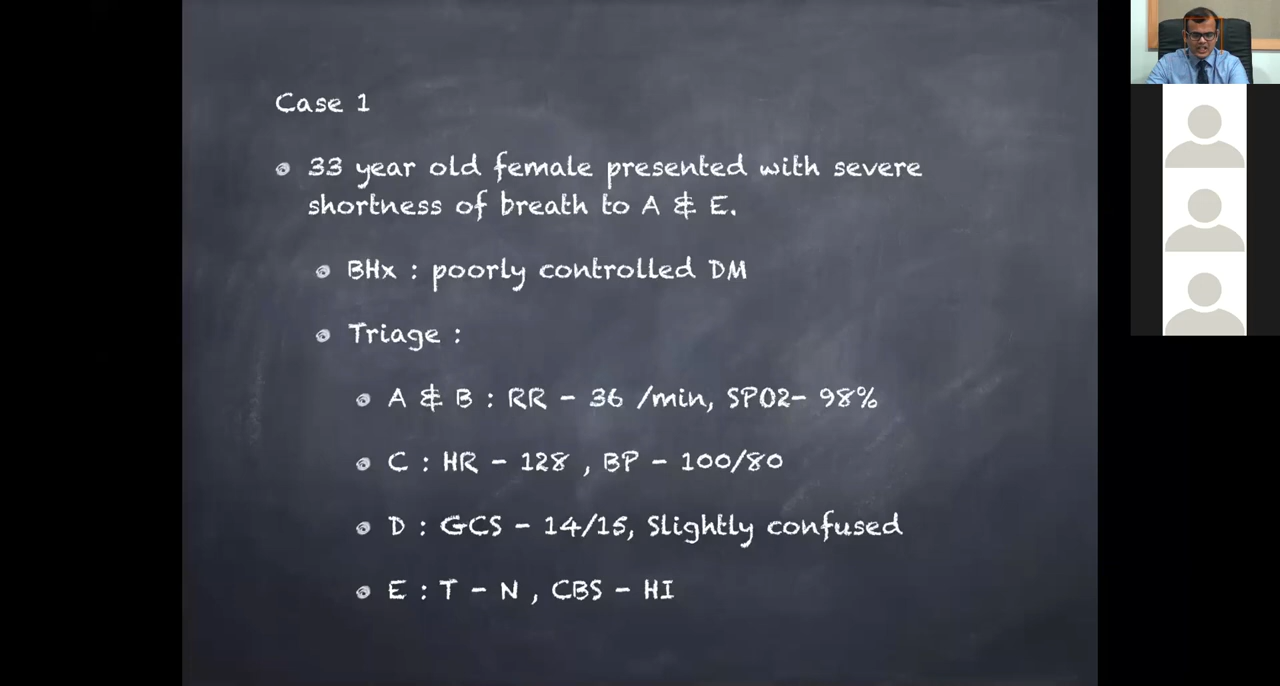 Case 1
33 year old female presented with severe
shortness of breath to A & E.
BHx : poorly controlled DM
Triage :
A & B : RR - 36 /min, SPO2- 98%
C : HR - 128 , BP - 100/80
D : GCS - 14/15, Slightly confused
E : T - N , CBS - HI